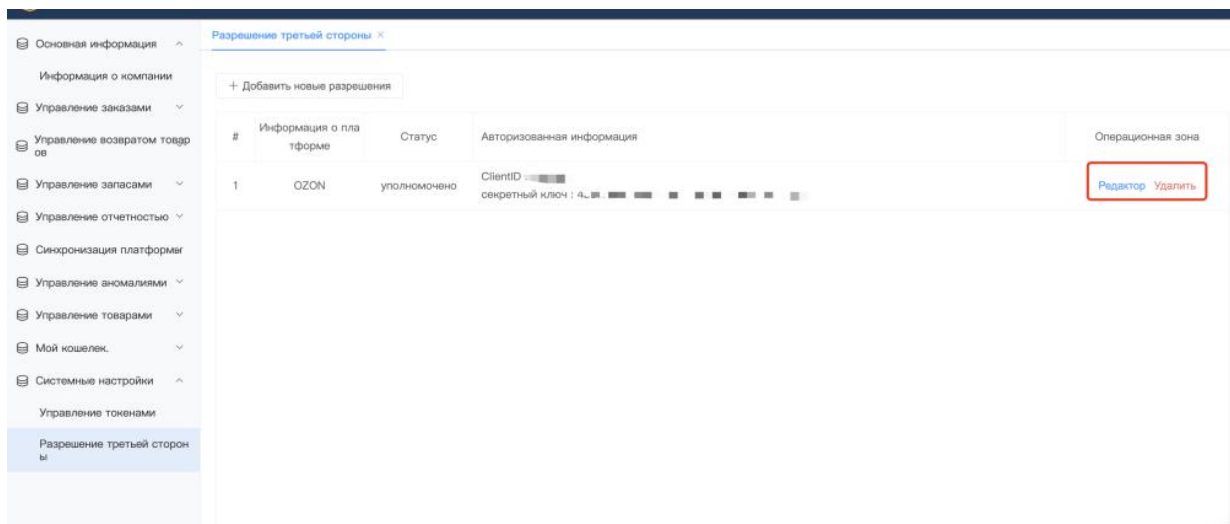 Основная информация
Информация о компании
Управление заказами
Управление возвратом товар
ов
Управление запасами
Управление отчетностью
Синхронизация платформы
Управление аномалиями
Управление товарами
Мой кошелек.
Системные настройки
Управление токенами
Разрешение третьей сторон
ы
Разрешение третьей стороны ×
+ Добавить новые разрешения
# Информация о пла
тформе Статус Авторизованная информация Операционная зона
1 OZON уполномочено ClientID
секретный ключ : Редактор Удалить